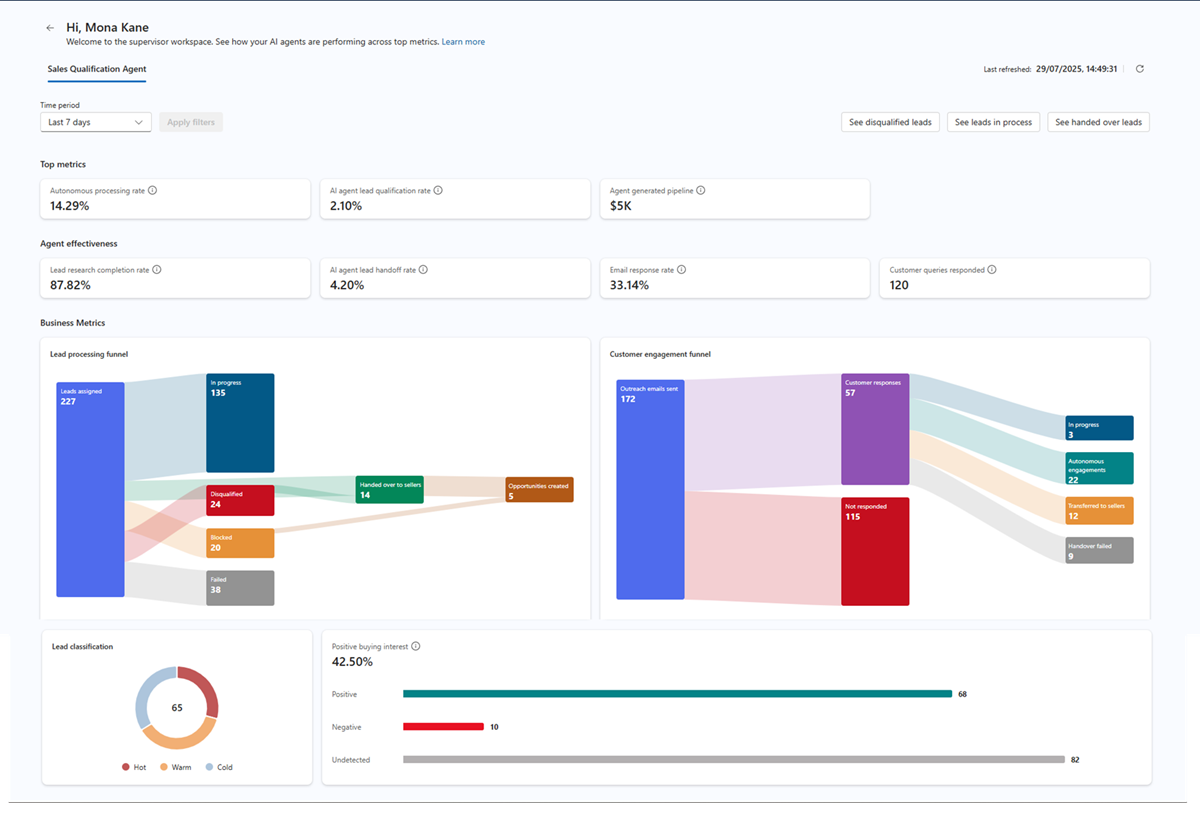 Hi, Mona Kane
Welcome to the supervisor workspace. See how your AI agents are performing across top metrics. Learn more
Sales Qualification Agent
Last refreshed: 29/07/2025, 14:49:31
Time period
Last 7 days
Apply filters
See disqualified leads
See leads in process
See handed over leads
Top metrics
Autonomous processing rate
14.29%
AI agent lead qualification rate
2.10%
Agent generated pipeline
$5K
Agent effectiveness
Lead research completion rate
87.82%
AI agent lead handoff rate
4.20%
Email response rate
33.14%
Customer queries responded
120
Business Metrics
Lead processing funnel
Leads assigned
227
In progress
135
Disqualified
24
Blocked
20
Failed
38
Handed over to sellers
14
Opportunities created
5
Customer engagement funnel
Outreach emails sent
172
Customer responses
57
Not responded
115
In progress
3
Autonomous
engagements
22
Transferred to sellers
12
Handover failed
9
Lead classification
65
Hot
Warm
Cold
Positive buying interest
42.50%
Positive
68
Negative
10
Undetected
82